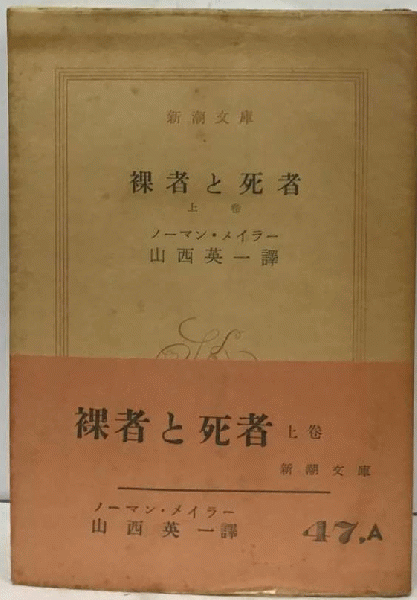 新潮文庫
裸者と死者
上巻
ノーマン・メイラー
山西英一譯
裸者と死者 上巻
新潮文庫
ノーマン・メイラー
山西英一譯 47,A